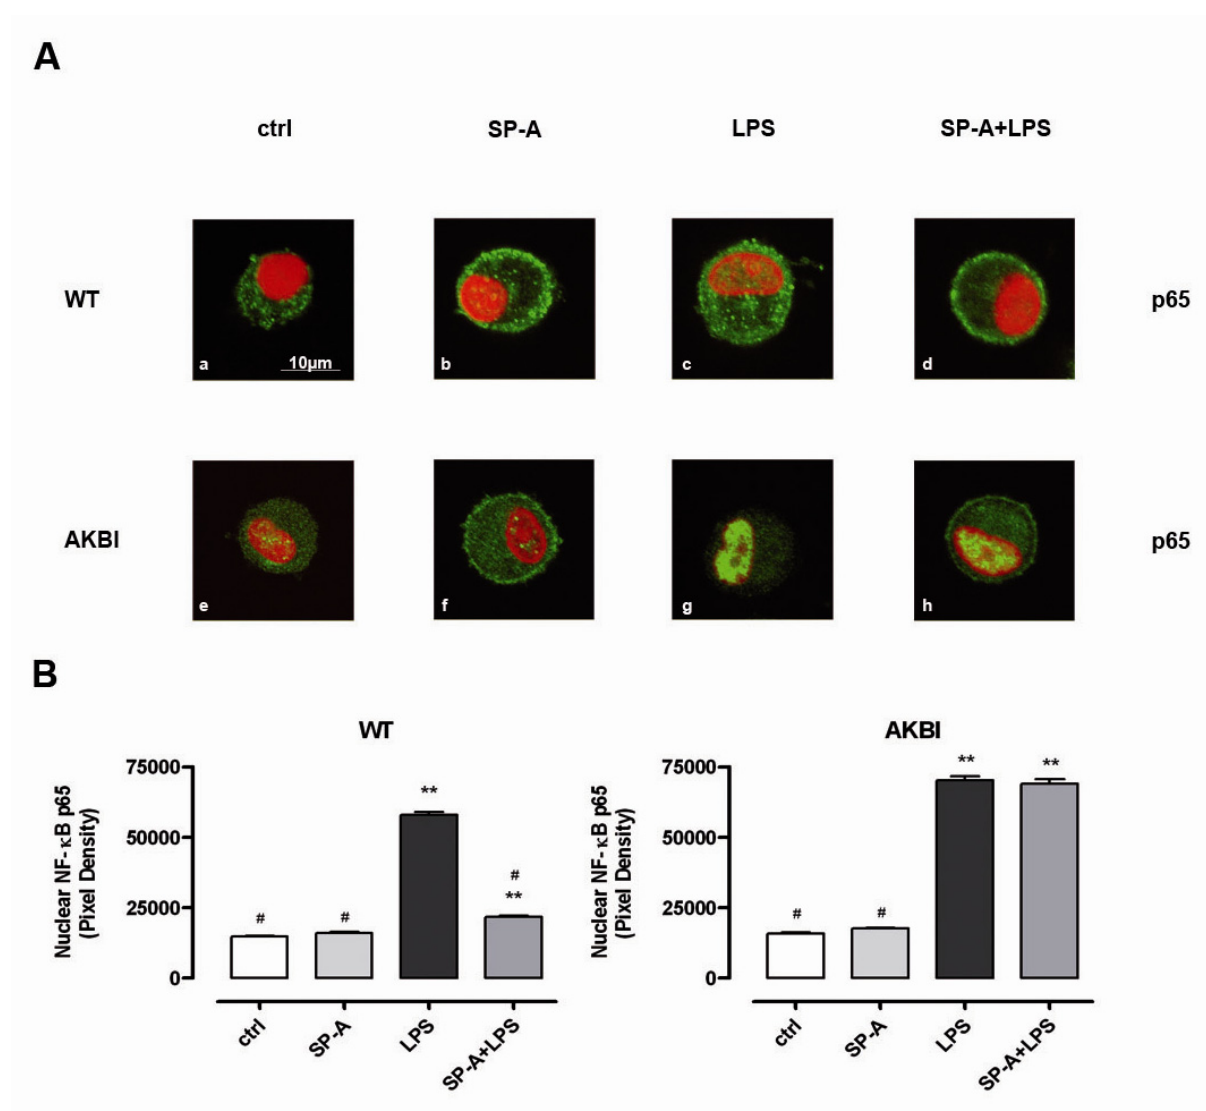 A
ctrl SP-A LPS SP-A+LPS
WT p65
a 10µm b c d
AKBI p65
e f g h
B
WT AKBI
Nuclear NF-κB p65
(Pixel Density)
75000
50000
25000
0
**
# # # **
ctrl SP-A LPS SP-A+LPS
Nuclear NF-κB p65
(Pixel Density)
75000
50000
25000
0
** **
# #
ctrl SP-A LPS SP-A+LPS